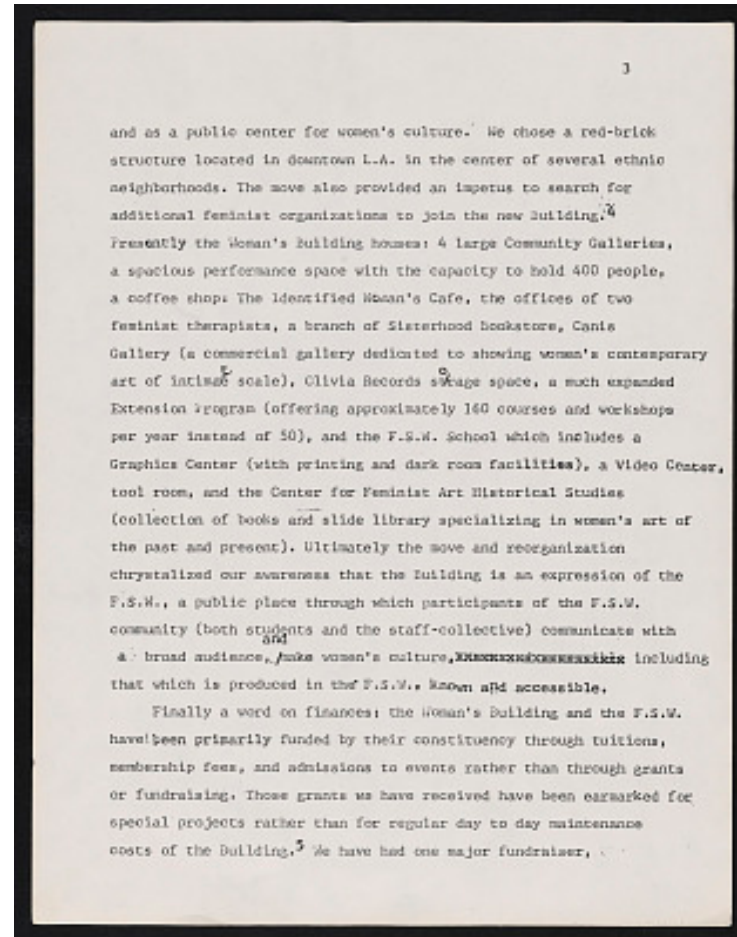 3
and as a public center for women's culture. We chose a red-brick
structure located in downtown L.A. in the center of several ethnic
neighborhoods. The move also provided an impetus to search for
additional feminist organizations to join the new Building.4
Presently the Woman's Building houses: 4 large Community Galleries,
a spacious performance space with the capacity to hold 400 people,
a coffee shop: The Identified Woman's Cafe, the offices of two
feminist therapists, a branch of Sisterhood Bookstore, Canis
Gallery (a commercial gallery dedicated to showing women's contemporary
art of intimate scale), Olivia Records storage space, a much expanded
Extension Program (offering approximately 160 courses and workshops
per year instead of 50), and the F.S.W. School which includes a
Graphics Center (with printing and dark room facilities), a Video Center,
tool room, and the Center for Feminist Art Historical Studies
(collection of books and slide library specializing in women's art of
the past and present). Ultimately the move and reorganization
chrystalized our awareness that the Building is an expression of the
F.S.W., a public place through which participants of the F.S.W.
community (both students and the staff-collective) communicate with
a broad audience, and make women's culture, including
that which is produced in the F.S.W., known and accessible.
Finally a word on finances: the Woman's Building and the F.S.W.
have been primarily funded by their constituency through tuitions,
membership fees, and admissions to events rather than through grants
or fundraising. Those grants we have received have been earmarked for
special projects rather than for regular day to day maintenance
costs of the Building.5 We have had one major fundraiser,